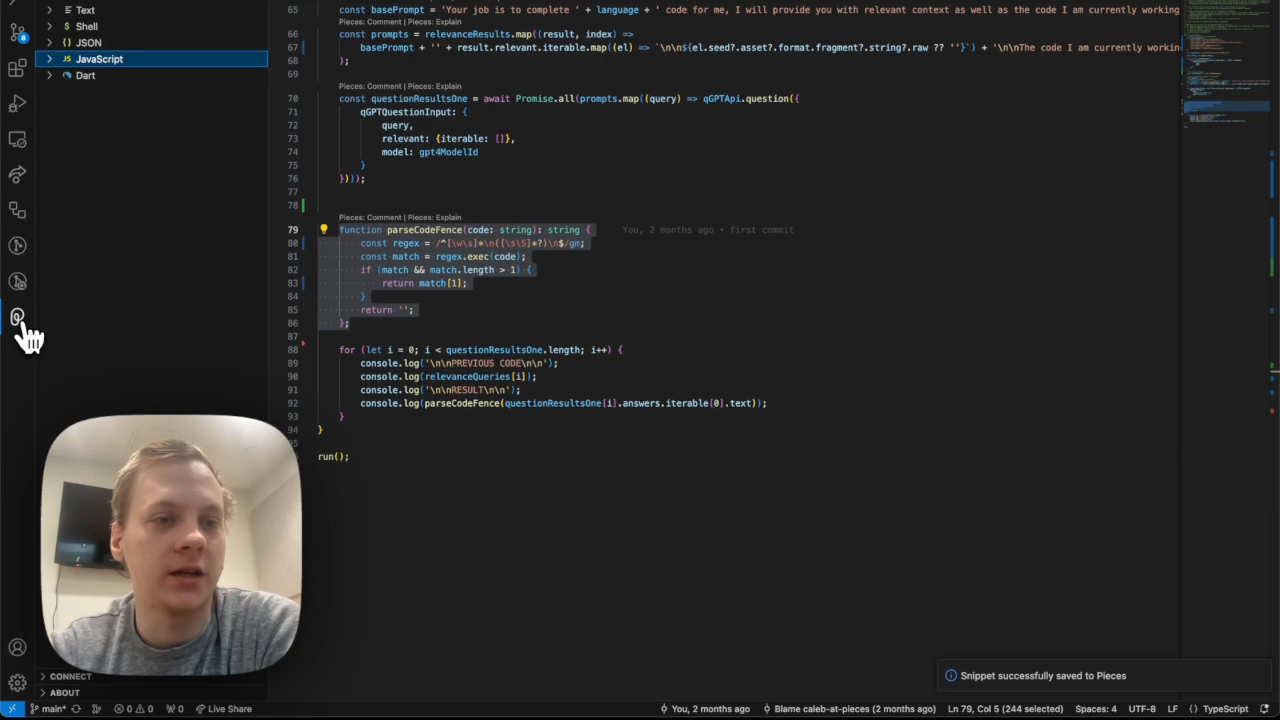 Text
$ Shell
{} JSON
JS JavaScript
Dart
8
65 const basePrompt = 'Your job is to complete ' + language + ' code for me, I will provide you with relevant context as well as the code I am currently working
Pieces: Comment | Pieces: Explain
66 const prompts = relevanceResults.map((result, index) =>
67 basePrompt + '' + result.relevant.iterable.map((el) => `\n\n${el.seed?.asset?.format.fragment?.string?.raw ?? ''}`) + '\n\nThe code I am currently workin
68 );
69
Pieces: Comment | Pieces: Explain
70 const questionResultsOne = await Promise.all(prompts.map((query) => qGPTApi.question({
71 qGPTQuestionInput: {
72 query,
73 relevant: {iterable: []},
74 model: gpt4ModelId
75 }
76 })));
77
78
Pieces: Comment | Pieces: Explain
79 function parseCodeFence(code: string): string { You, 2 months ago • first commit
80 const regex = /^[\w\s]*\n([\s\S]*?)\n$/gm;
81 const match = regex.exec(code);
82 if (match && match.length > 1) {
83 return match[1];
84 }
85 return '';
86 };
87
88 for (let i = 0; i < questionResultsOne.length; i++) {
89 console.log('\n\nPREVIOUS CODE\n\n');
90 console.log(relevanceQueries[i]);
91 console.log('\n\nRESULT\n\n');
92 console.log(parseCodeFence(questionResultsOne[i].answers.iterable[0].text));
93 }
94 }
95
run();
CONNECT
ABOUT
Snippet successfully saved to Pieces
main* 0 0 0 Live Share You, 2 months ago Blame caleb-at-pieces (2 months ago) Ln 79, Col 5 (244 selected) Spaces: 4 UTF-8 LF {} TypeScript